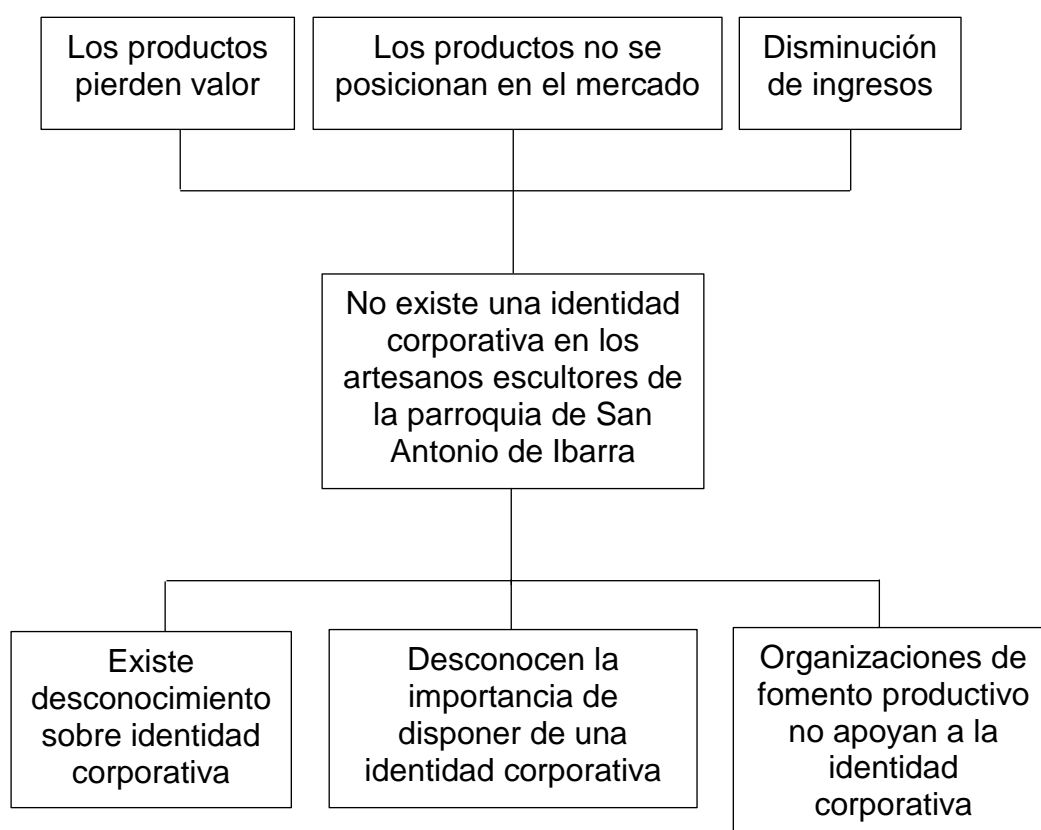 Los productos
pierden valor
Los productos no se
posicionan en el mercado
Disminución
de ingresos
No existe una identidad
corporativa en los
artesanos escultores de
la parroquia de San
Antonio de Ibarra
Existe
desconocimiento
sobre identidad
corporativa
Desconocen la
importancia de
disponer de una
identidad corporativa
Organizaciones de
fomento productivo
no apoyan a la
identidad
corporativa